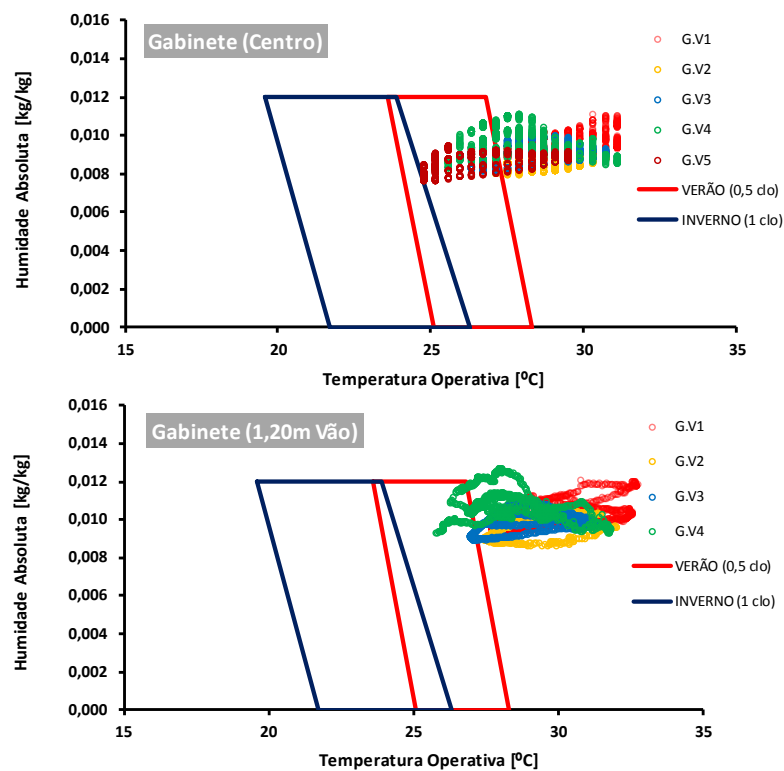 Gabinete (Centro)
Humidade Absoluta [kg/kg]
0,016
0,014
0,012
0,010
0,008
0,006
0,004
0,002
0,000
15
20
25
30
35
Temperatura Operativa [ºC]
G.V1
G.V2
G.V3
G.V4
G.V5
VERÃO (0,5 clo)
INVERNO (1 clo)
Gabinete (1,20m Vão)
Humidade Absoluta [kg/kg]
0,016
0,014
0,012
0,010
0,008
0,006
0,004
0,002
0,000
15
20
25
30
35
Temperatura Operativa [ºC]
G.V1
G.V2
G.V3
G.V4
VERÃO (0,5 clo)
INVERNO (1 clo)